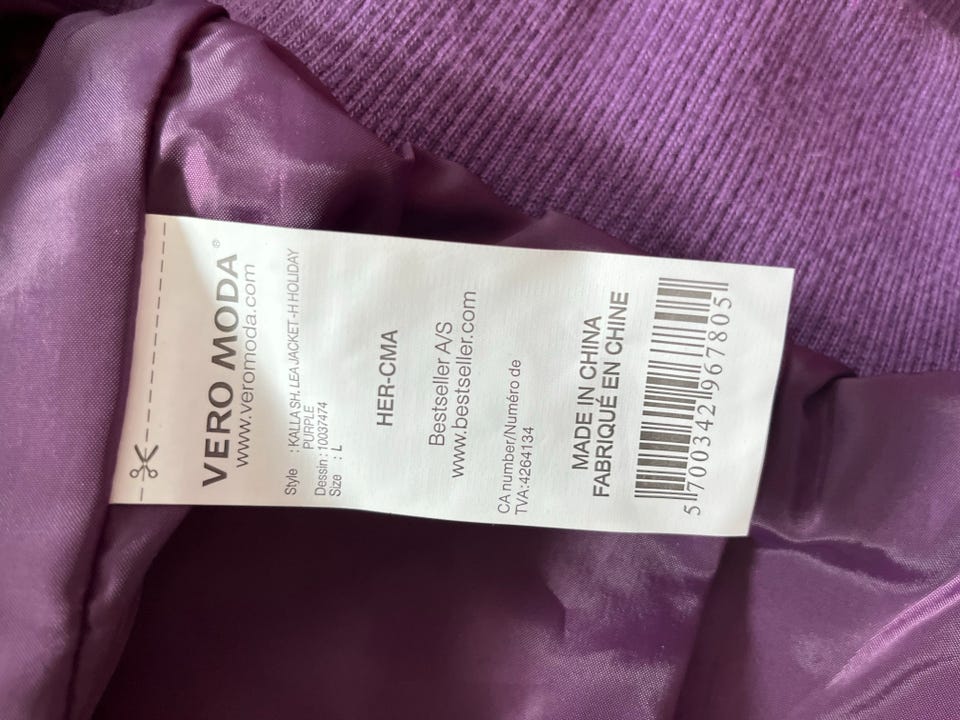 VERO MODA®
www.veromoda.com
Style : KALLA SH. LEA JACKET -H HOLIDAY
PURPLE
Dessin: 10037474
Size : L
HER-CMA
Bestseller A/S
www.bestseller.com
CA number/Numéro de
TVA:4264134
MADE IN CHINA
FABRIQUÉ EN CHINE
5 700342 967805